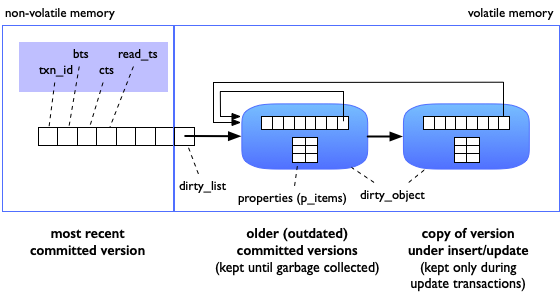 non-volatile memory
volatile memory
bts
read_ts
txn_id
cts
dirty_list
properties (p_items)
dirty_object
most recent
committed version
older (outdated)
committed versions
(kept until garbage collected)
copy of version
under insert/update
(kept only during
update transactions)